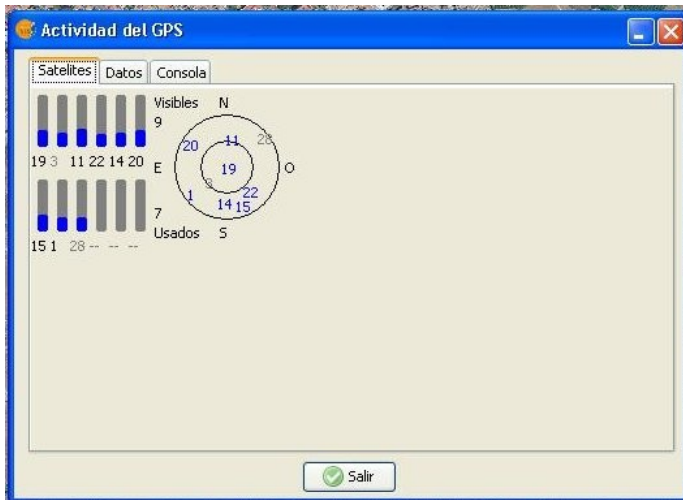 Actividad del GPS
Satelites Datos Consola
Visibles
9
19 3 11 22 14 20
7
Usados
15 1 28 -- -- --
N
20 11 28
E 19 O
3
1 22
14 15
S
Salir